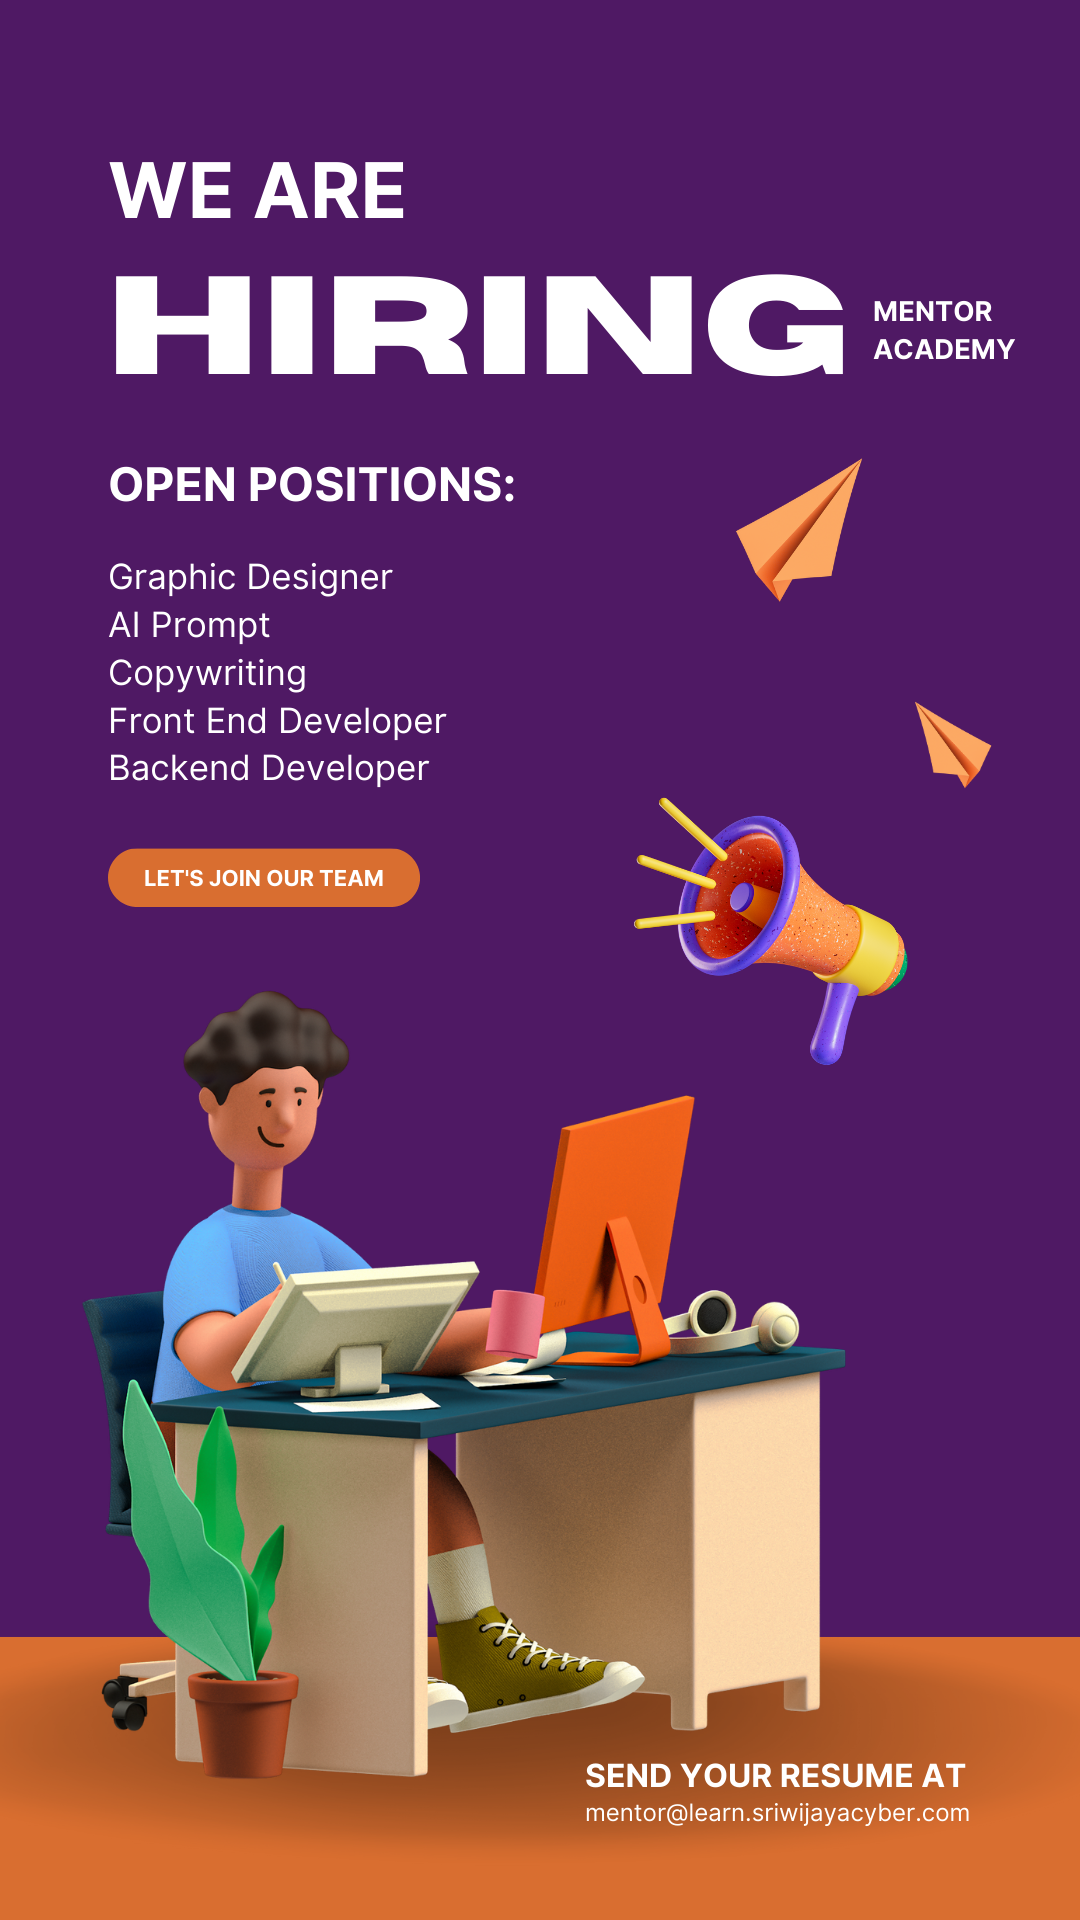 WE ARE
HIRING
MENTOR
ACADEMY
OPEN POSITIONS:
Graphic Designer
AI Prompt
Copywriting
Front End Developer
Backend Developer
LET'S JOIN OUR TEAM
SEND YOUR RESUME AT
mentor@learn.sriwijayacyber.com